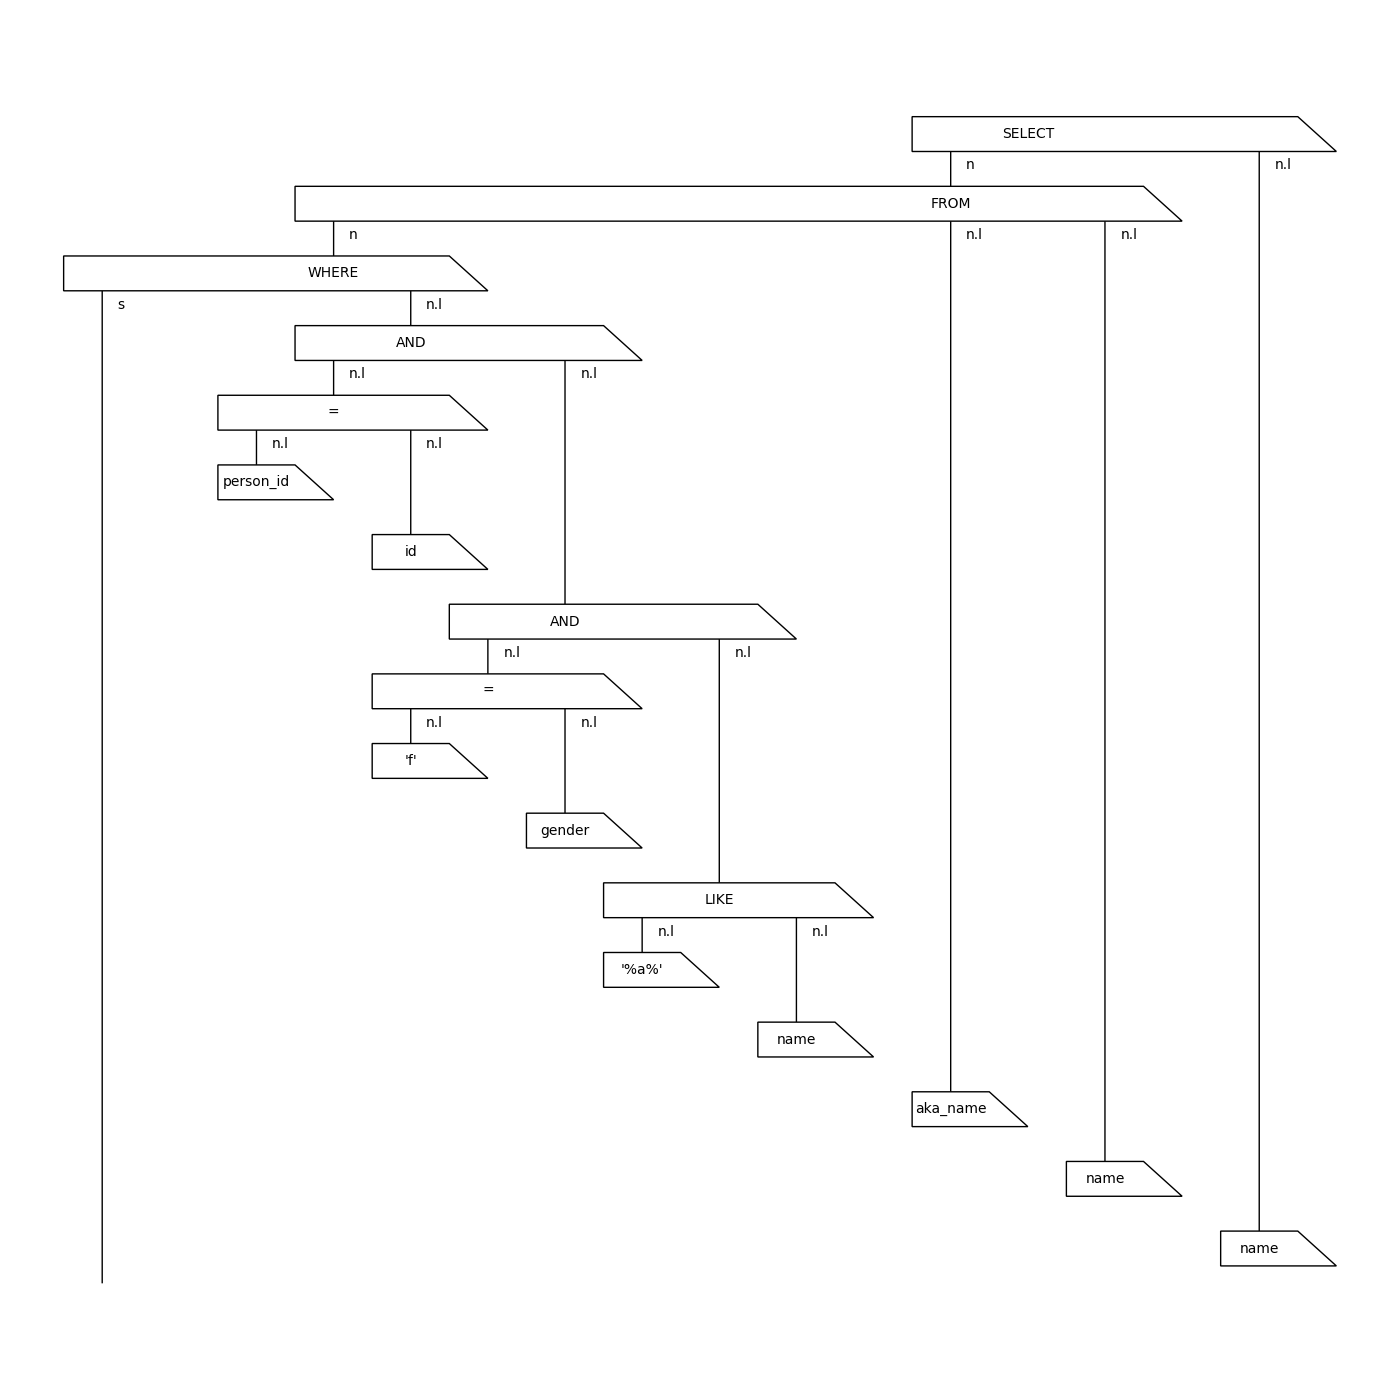 SELECT
n n.l
FROM
n n.l n.l
WHERE
s n.l
AND
n.l n.l
=
n.l n.l
person_id
id
AND
n.l n.l
=
n.l n.l
'f'
gender
LIKE
n.l n.l
'%a%'
name
aka_name
name
name